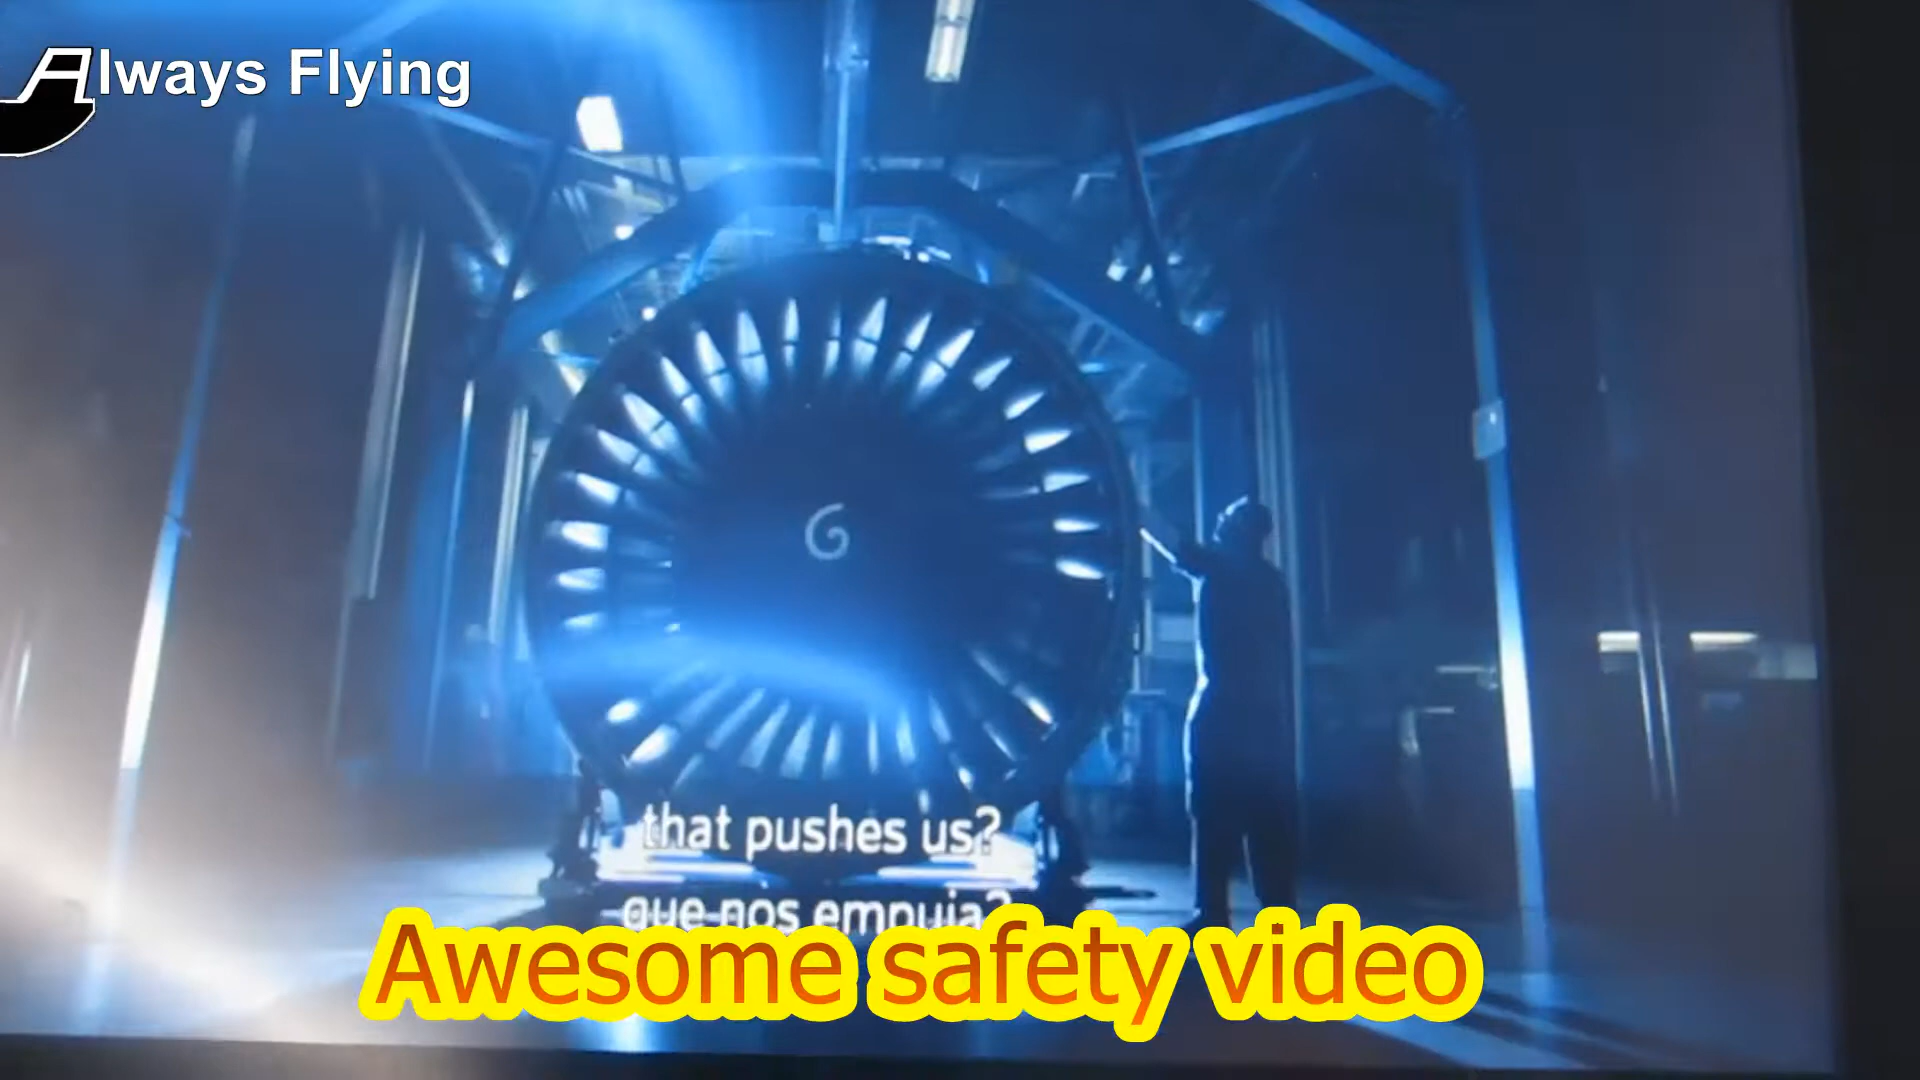 Always Flying
that pushes us?
que nos empuja?
Awesome safety video